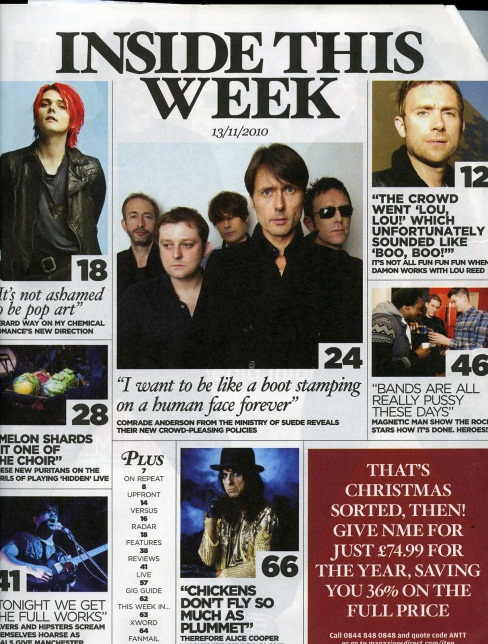 INSIDE THIS
WEEK
13/11/2010
18
It's not ashamed
to be pop art”
ERARD WAY ON MY CHEMICAL
OMANCE'S NEW DIRECTION
24
“I want to be like a boot stamping
on a human face forever”
COMRADE ANDERSON FROM THE MINISTRY OF SUEDE REVEALS
THEIR NEW CROWD-PLEASING POLICIES
12
“THE CROWD
WENT ‘LOU,
LOU!’ WHICH
UNFORTUNATELY
SOUNDED LIKE
‘BOO, BOO!’”
IT'S NOT ALL FUN FUN FUN WHEN
DAMON WORKS WITH LOU REED
46
“BANDS ARE ALL
REALLY PUSSY
THESE DAYS”
MAGNETIC MAN SHOW THE ROCK
STARS HOW IT'S DONE. HEROES!
28
MELON SHARDS
IT ONE OF
HE CHOIR”
ESE NEW PURITANS ON THE
RILS OF PLAYING ‘HIDDEN’ LIVE
41
TONIGHT WE GET
HE FULL WORKS”
VERS AND HIPSTERS SCREAM
EMSELVES HOARSE AS
ALS GIVE MANCHESTER
PLUS
7
ON REPEAT
8
UPFRONT
14
VERSUS
16
RADAR
18
FEATURES
38
REVIEWS
41
LIVE
57
GIG GUIDE
62
THIS WEEK IN...
63
XWORD
64
FANMAIL
66
“CHICKENS
DON'T FLY SO
MUCH AS
PLUMMET”
THEREFORE ALICE COOPER
THAT'S
CHRISTMAS
SORTED, THEN!
GIVE NME FOR
JUST £74.99 FOR
THE YEAR, SAVING
YOU 36% ON THE
FULL PRICE
Call 0844 848 0848 and quote code ANTT